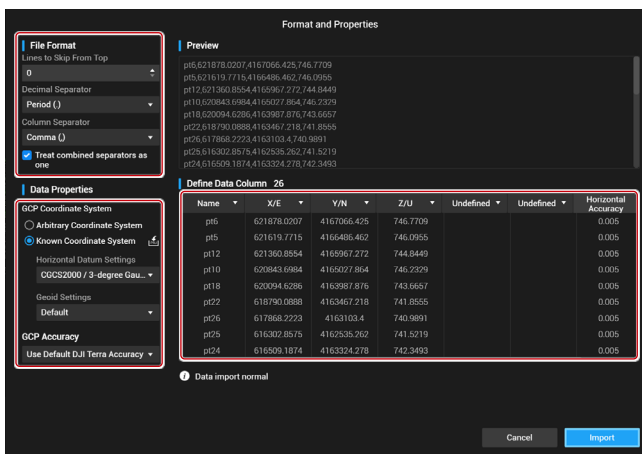 Format and Properties
File Format
Lines to Skip From Top
0
Decimal Separator
Period (.)
Column Separator
Comma (,)
Treat combined separators as
one
Data Properties
GCP Coordinate System
Arbitrary Coordinate System
Known Coordinate System
Horizontal Datum Settings
CGCS2000 / 3-degree Gau...
Geoid Settings
Default
GCP Accuracy
Use Default DJI Terra Accuracy
Preview
pt6,621878.0207,4167066.425,746.7709
pt5,621619.7715,4166486.462,746.0955
pt12,621360.8554,4165967.272,744.8449
pt10,620843.6984,4165027.864,746.2329
pt18,620094.6286,4163987.876,743.6657
pt22,618790.0888,4163467.218,741.8555
pt26,617868.2223,4163103.4,740.9891
pt25,616302.8575,4162535.262,741.5219
pt24,616509.1874,4163324.278,742.3493
Define Data Column 26
Name X/E Y/N Z/U Undefined Undefined Horizontal Accuracy
pt6 621878.0207 4167066.425 746.7709 0.005
pt5 621619.7715 4166486.462 746.0955 0.005
pt12 621360.8554 4165967.272 744.8449 0.005
pt10 620843.6984 4165027.864 746.2329 0.005
pt18 620094.6286 4163987.876 743.6657 0.005
pt22 618790.0888 4163467.218 741.8555 0.005
pt26 617868.2223 4163103.4 740.9891 0.005
pt25 616302.8575 4162535.262 741.5219 0.005
pt24 616509.1874 4163324.278 742.3493 0.005
Data import normal
Cancel Import